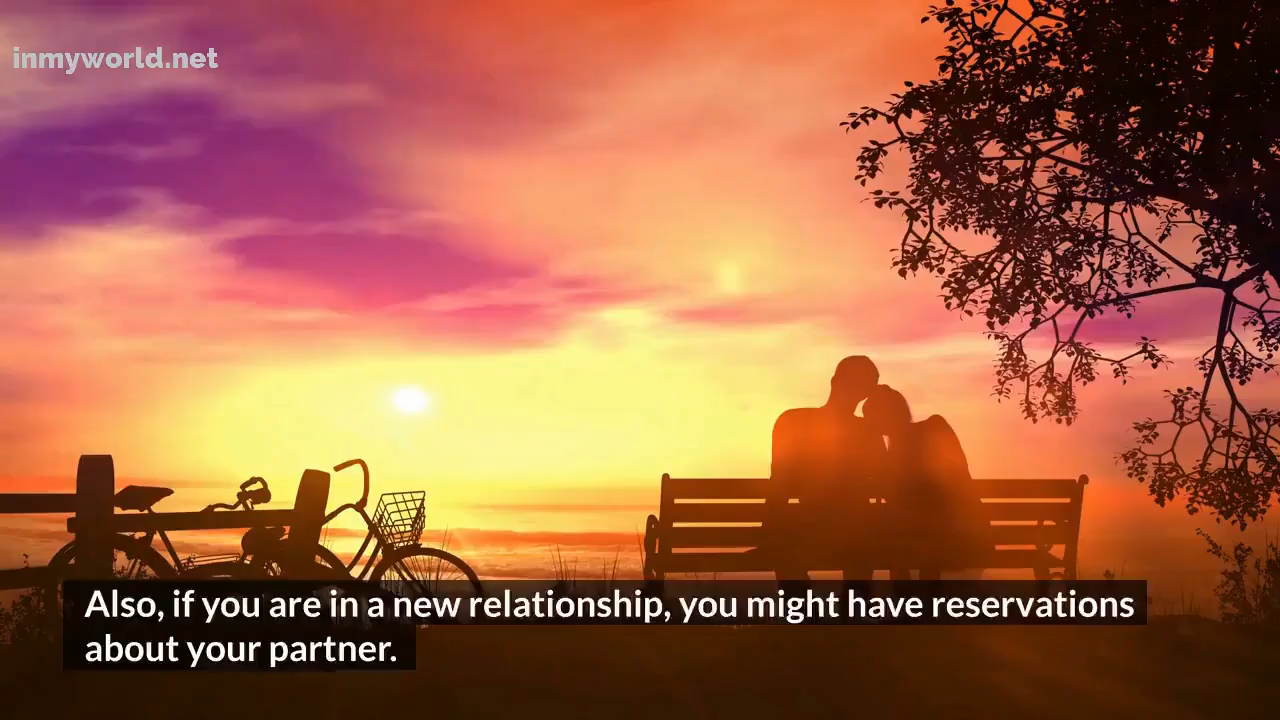 inmyworld.net
Also, if you are in a new relationship, you might have reservations
about your partner.